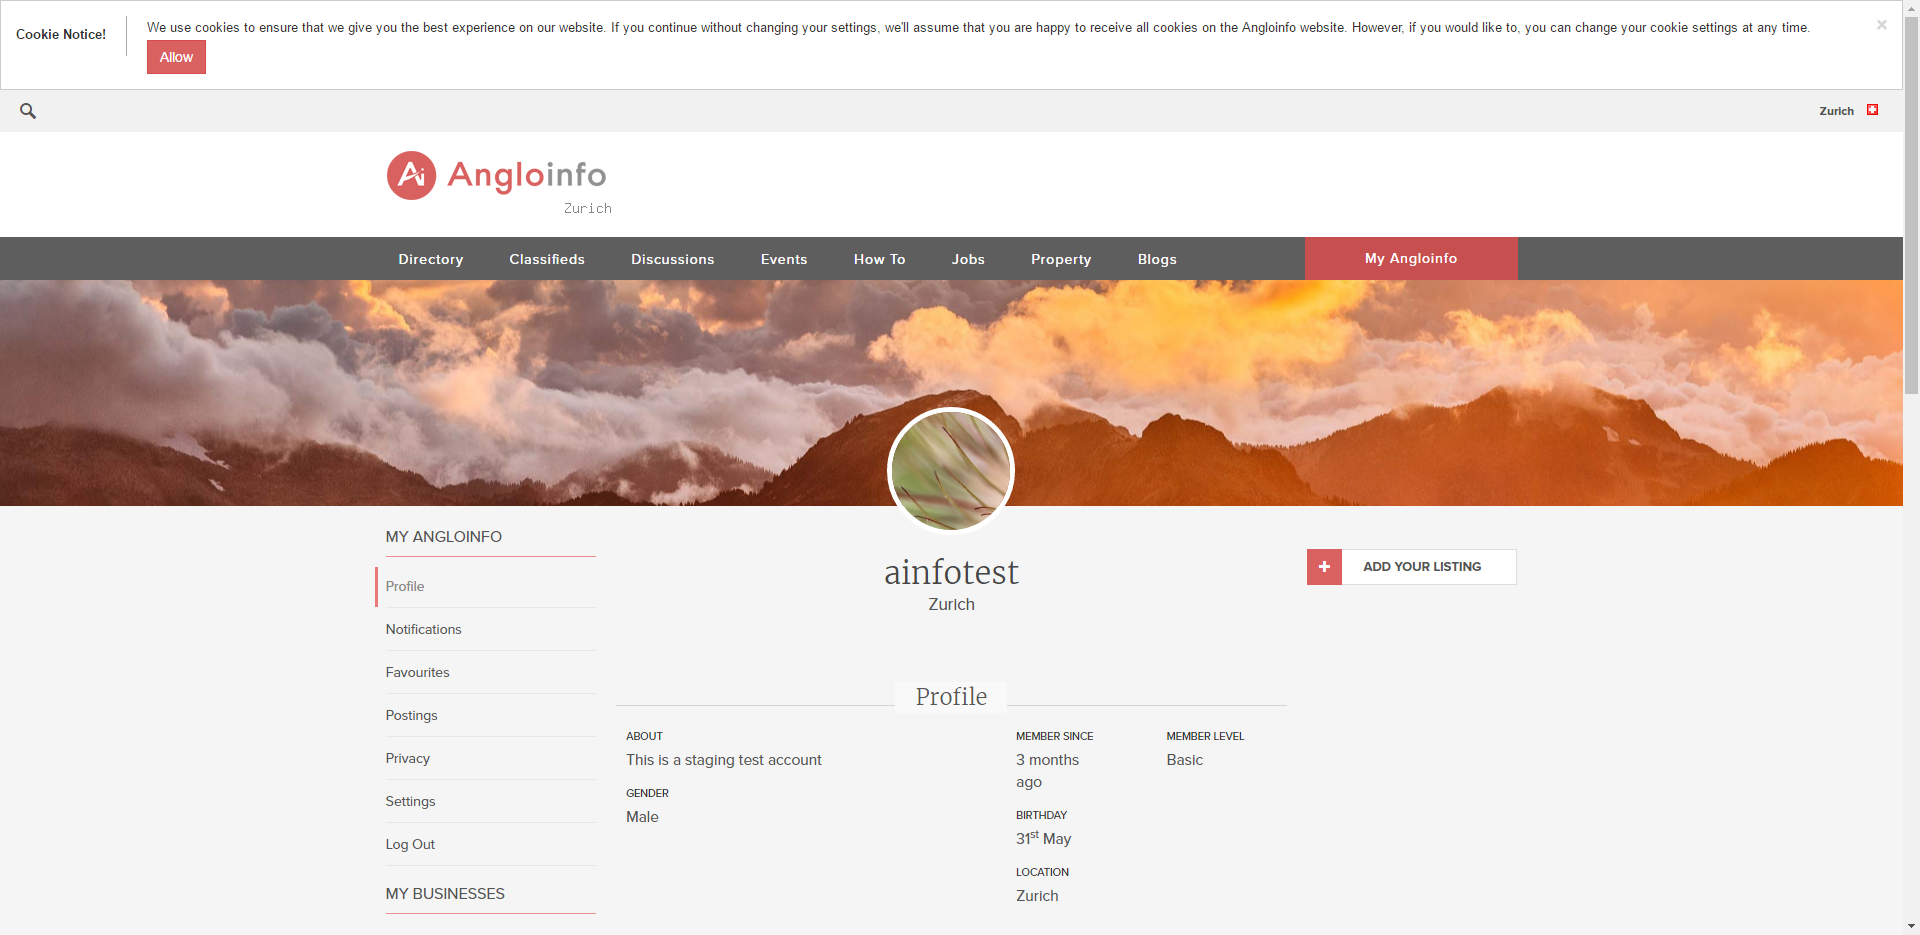 Cookie Notice!
We use cookies to ensure that we give you the best experience on our website. If you continue without changing your settings, we'll assume that you are happy to receive all cookies on the Angloinfo website. However, if you would like to, you can change your cookie settings at any time.
×
Allow
Zurich
Ai Angloinfo
Zurich
Directory Classifieds Discussions Events How To Jobs Property Blogs My Angloinfo
MY ANGLOINFO
Profile
Notifications
Favourites
Postings
Privacy
Settings
Log Out
MY BUSINESSES
ainfotest
Zurich
+ ADD YOUR LISTING
Profile
ABOUT
This is a staging test account
GENDER
Male
MEMBER SINCE
3 months
ago
BIRTHDAY
31st May
LOCATION
Zurich
MEMBER LEVEL
Basic